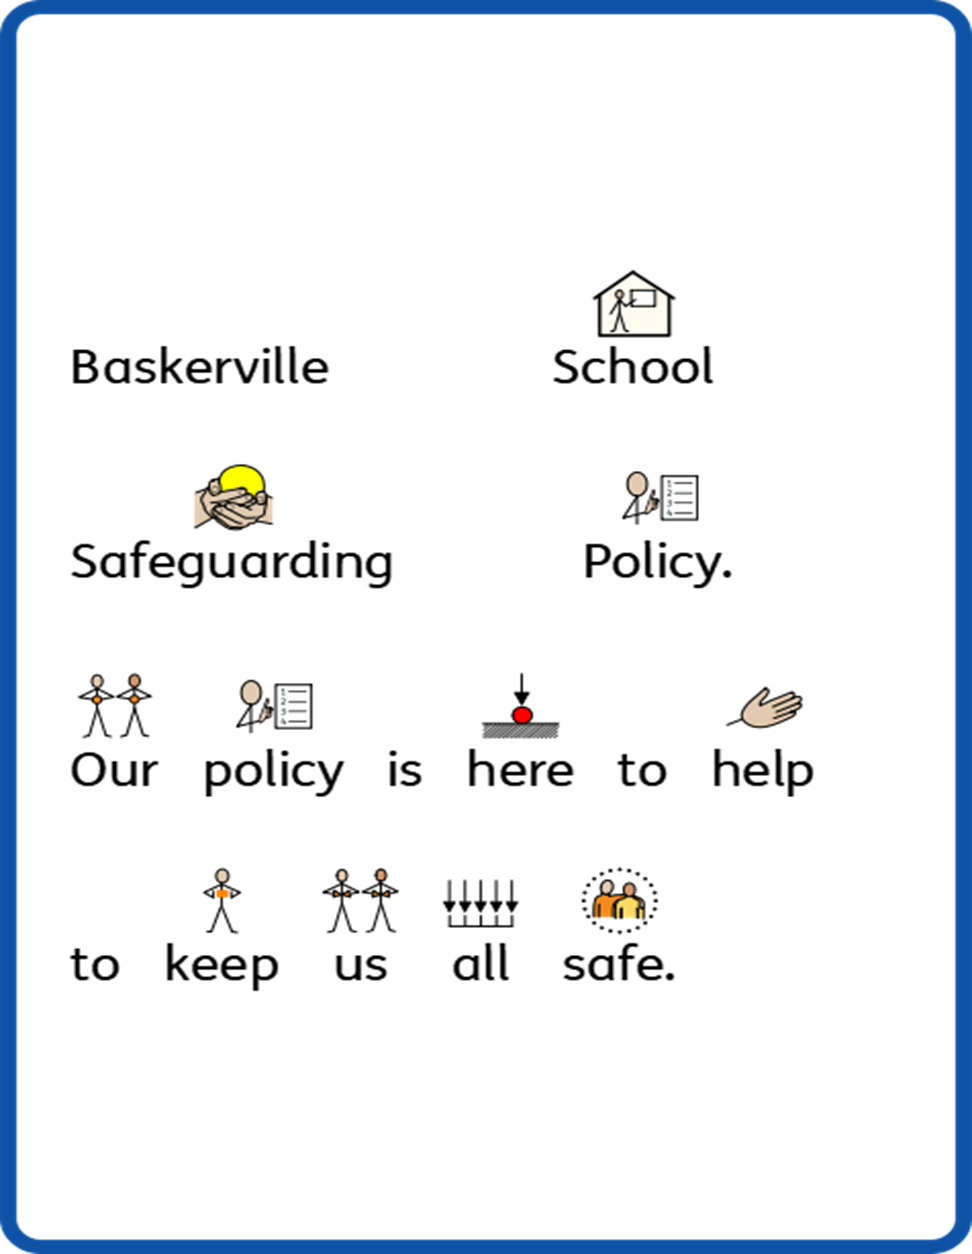 Baskerville School
Safeguarding Policy.
Our policy is here to help
to keep us all safe.